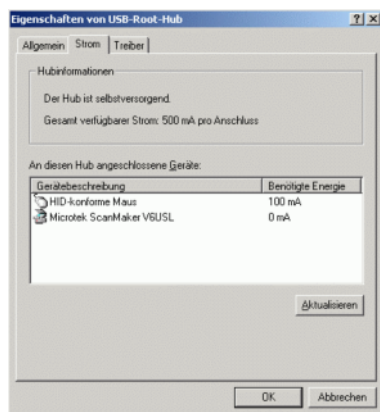 Eigenschaften von USB-Root-Hub
Allgemein Strom Treiber
Hubinformationen
Der Hub ist selbstversorgend.
Gesamt verfügbarer Strom: 500 mA pro Anschluss
An diesen Hub angeschlossene Geräte:
Gerätebeschreibung Benötigte Energie
HID-konforme Maus 100 mA
Microtek ScanMaker V6USL 0 mA
Aktualisieren
OK Abbrechen